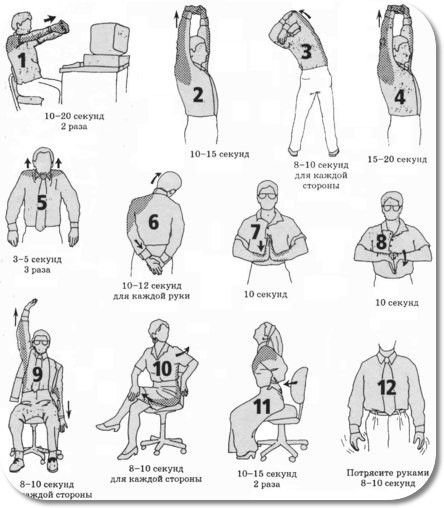 1
10–20 секунд
2 раза
2
10–15 секунд
3
8–10 секунд
для каждой
стороны
4
15–20 секунд
5
3–5 секунд
3 раза
6
10–12 секунд
для каждой руки
7
10 секунд
8
10 секунд
9
8–10 секунд
каждой стороны
10
8–10 секунд
для каждой стороны
11
10–15 секунд
2 раза
12
Потрясите руками
8–10 секунд